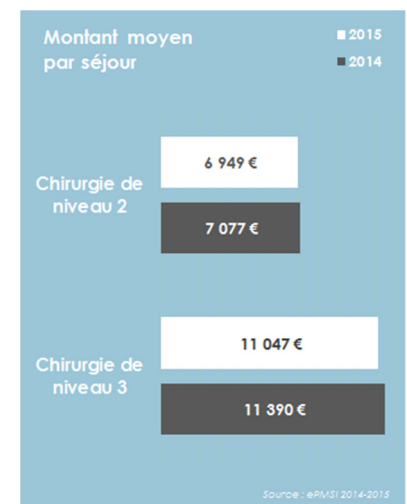 Montant moyen
par séjour
2015
2014
Chirurgie de
niveau 2
6 949 €
7 077 €
Chirurgie de
niveau 3
11 047 €
11 390 €
Source : ePMSI 2014-2015